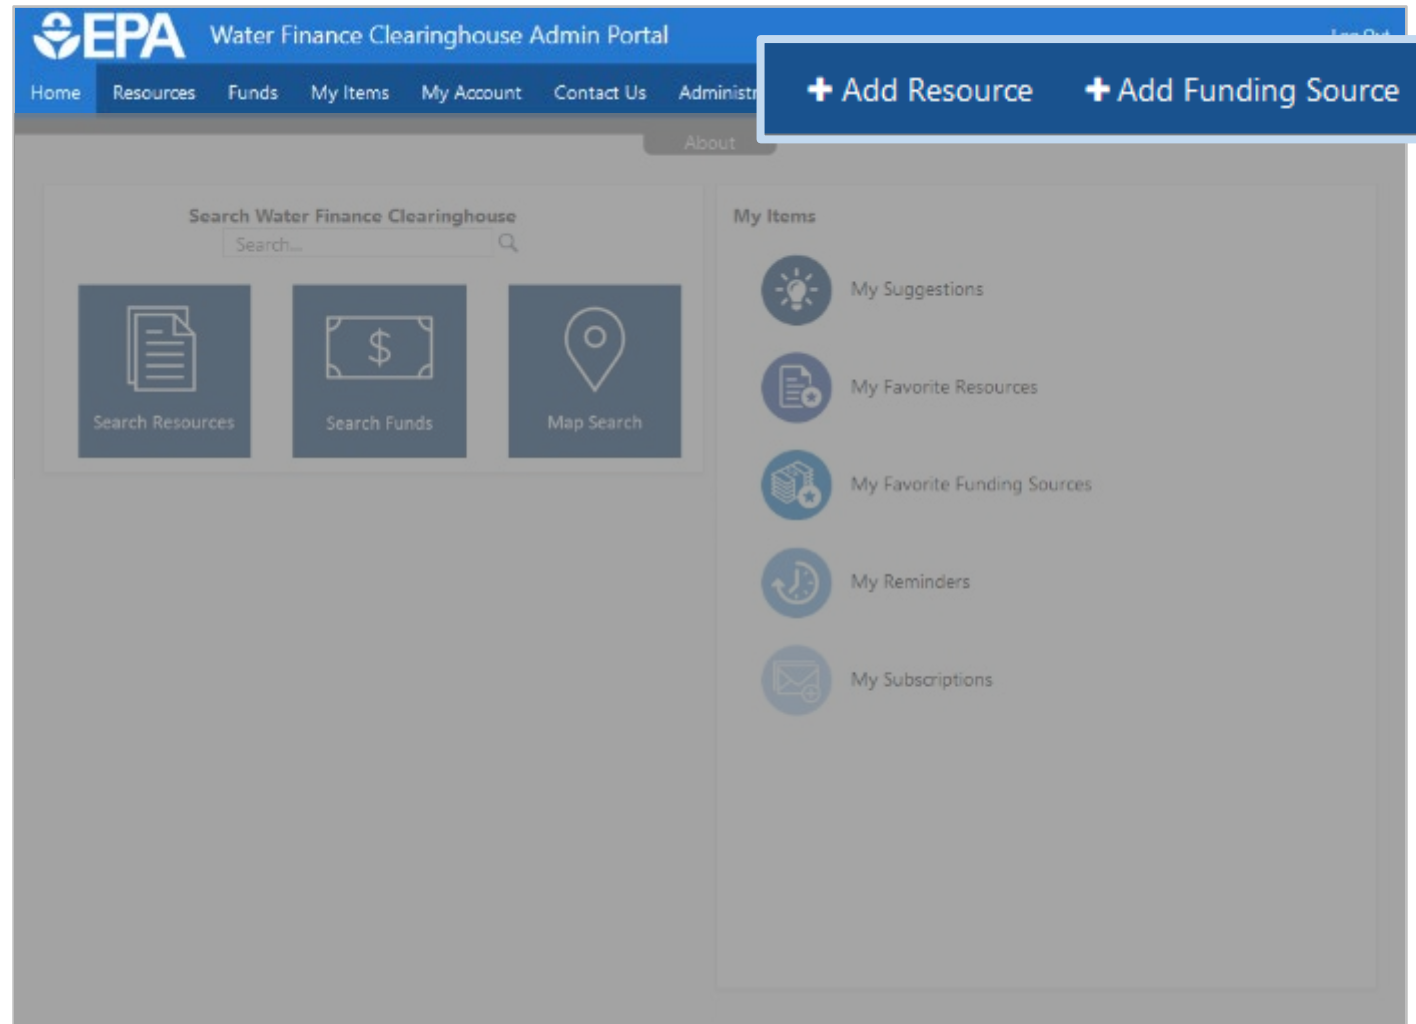 EPA Water Finance Clearinghouse Admin Portal
Log Out
Home Resources Funds My Items My Account Contact Us
+ Add Resource + Add Funding Source
About
Search Water Finance Clearinghouse
Search...
Search Resources Search Funds Map Search
My Items
My Suggestions
My Favorite Resources
My Favorite Funding Sources
My Reminders
My Subscriptions